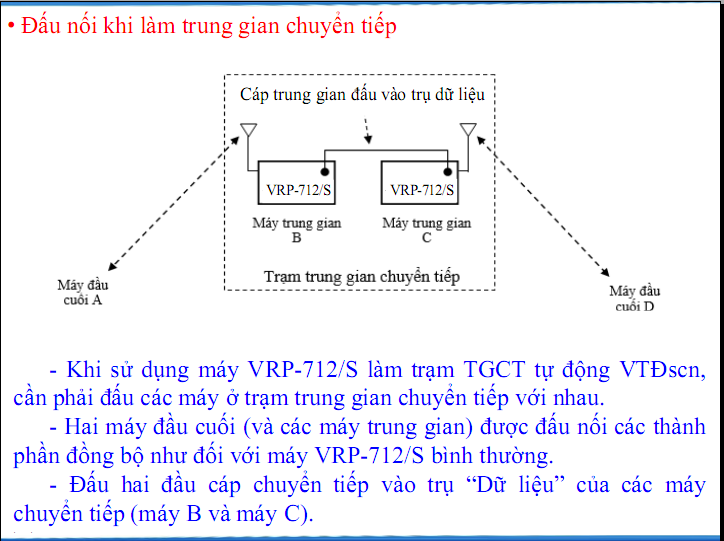 • Đấu nối khi làm trung gian chuyển tiếp
Cáp trung gian đấu vào trụ dữ liệu
VRP-712/S
VRP-712/S
Máy trung gian
B
Máy trung gian
C
Trạm trung gian chuyển tiếp
Máy đầu
cuối A
Máy đầu
cuối D
- Khi sử dụng máy VRP-712/S làm trạm TGCT tự động VTĐscn,
cần phải đấu các máy ở trạm trung gian chuyển tiếp với nhau.
- Hai máy đầu cuối (và các máy trung gian) được đấu nối các thành
phần đồng bộ như đối với máy VRP-712/S bình thường.
- Đấu hai đầu cáp chuyển tiếp vào trụ “Dữ liệu” của các máy
chuyển tiếp (máy B và máy C).